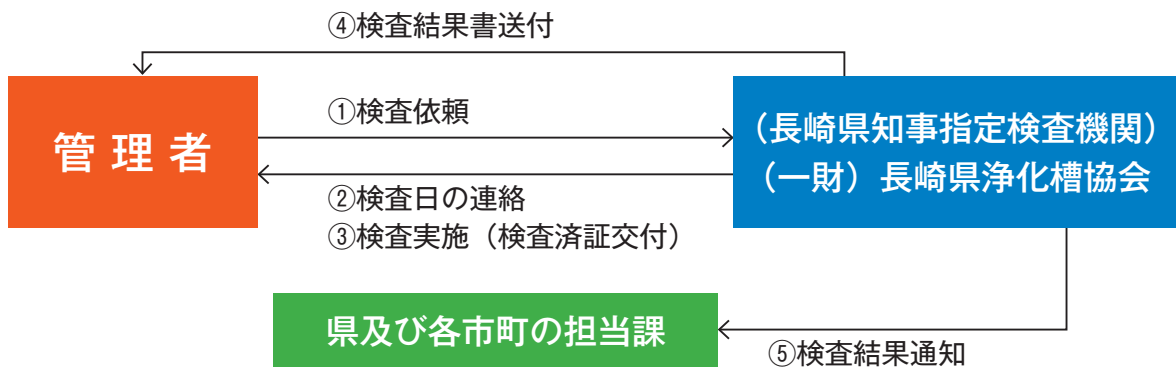 ④検査結果書送付
①検査依頼
管理者
（長崎県知事指定検査機関）
（一財）長崎県浄化槽協会
②検査日の連絡
③検査実施（検査済証交付）
県及び各市町の担当課
⑤検査結果通知